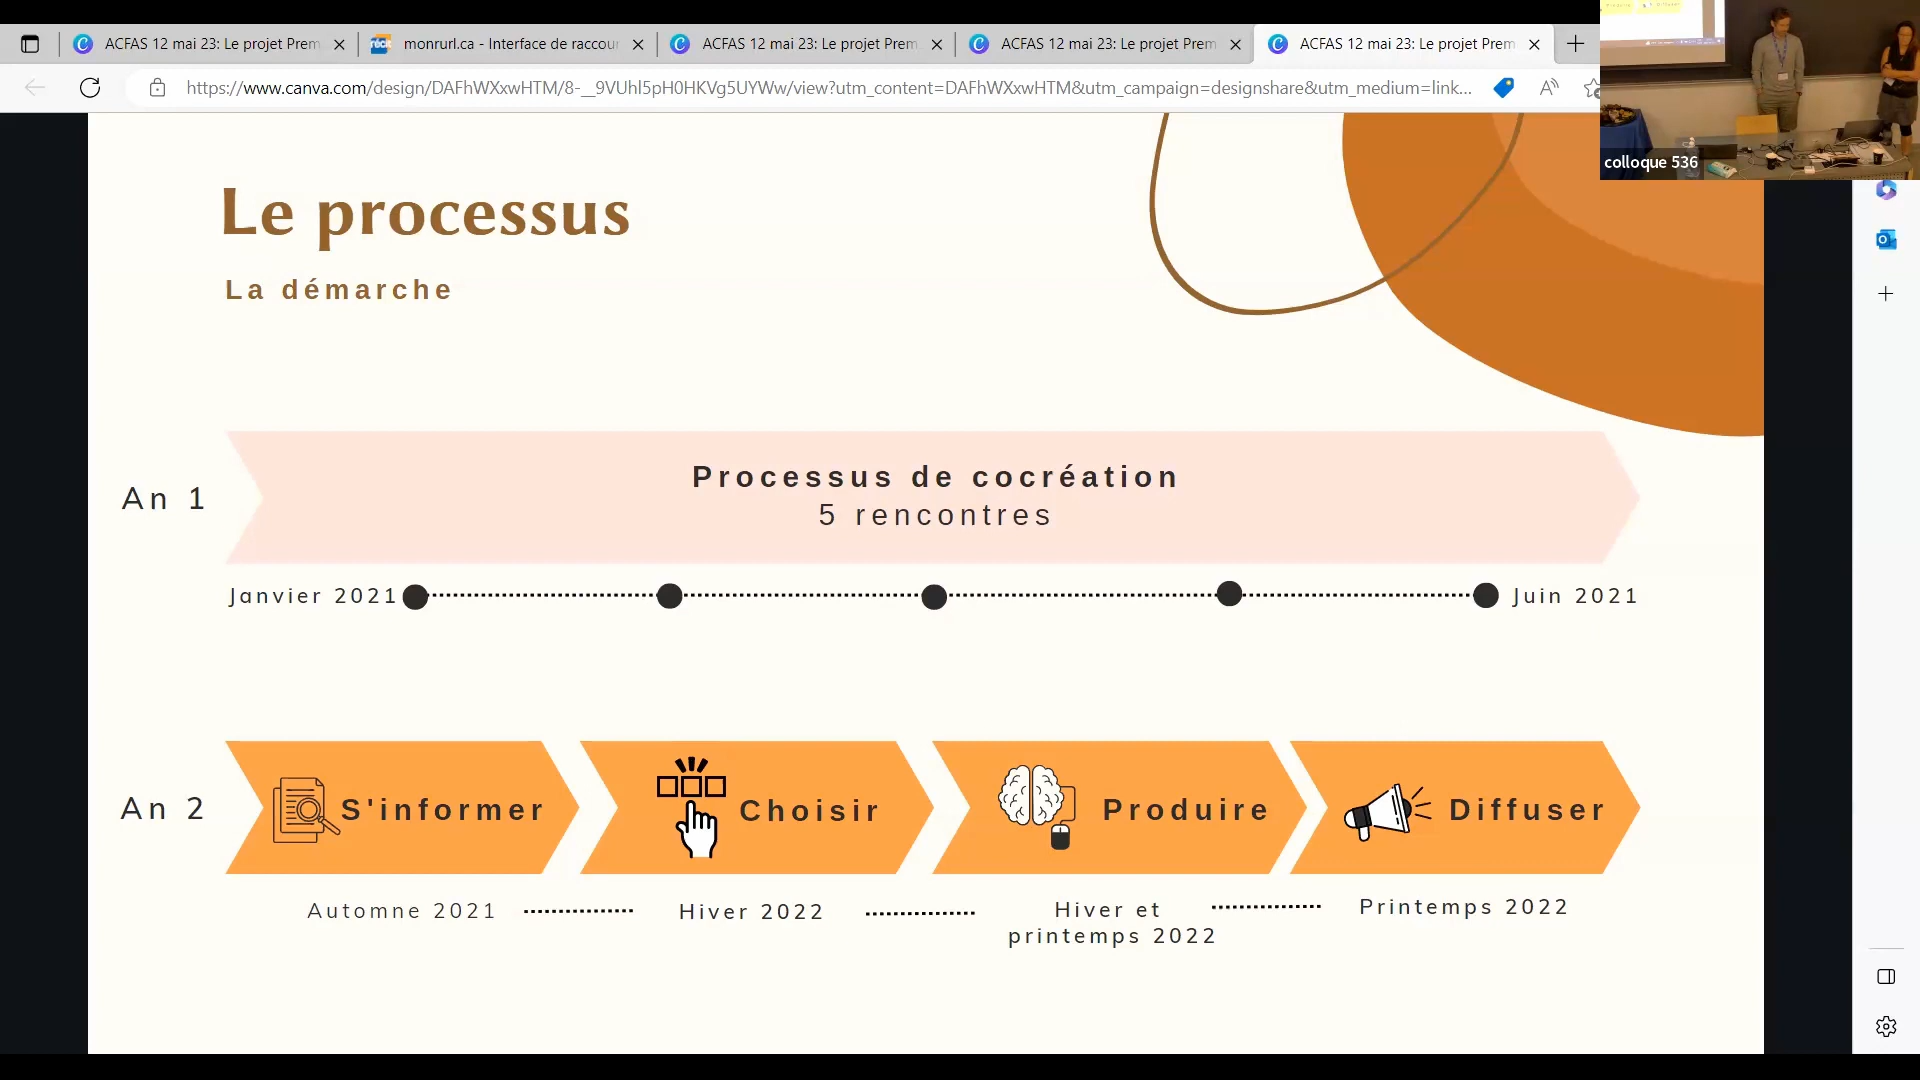 ACFAS 12 mai 23: Le projet Prem
monrurl.ca - Interface de raccour
ACFAS 12 mai 23: Le projet Prem
ACFAS 12 mai 23: Le projet Prem
ACFAS 12 mai 23: Le projet Prem
https://www.canva.com/design/DAFhWXxwHTM/8-__9VUhl5pH0HKVg5UYWw/view?utm_content=DAFhWXxwHTM&utm_campaign=designshare&utm_medium=link...
colloque 536
Le processus
La démarche
An 1
Processus de cocréation
5 rencontres
Janvier 2021
Juin 2021
An 2
S'informer
Choisir
Produire
Diffuser
Automne 2021
Hiver 2022
Hiver et
printemps 2022
Printemps 2022